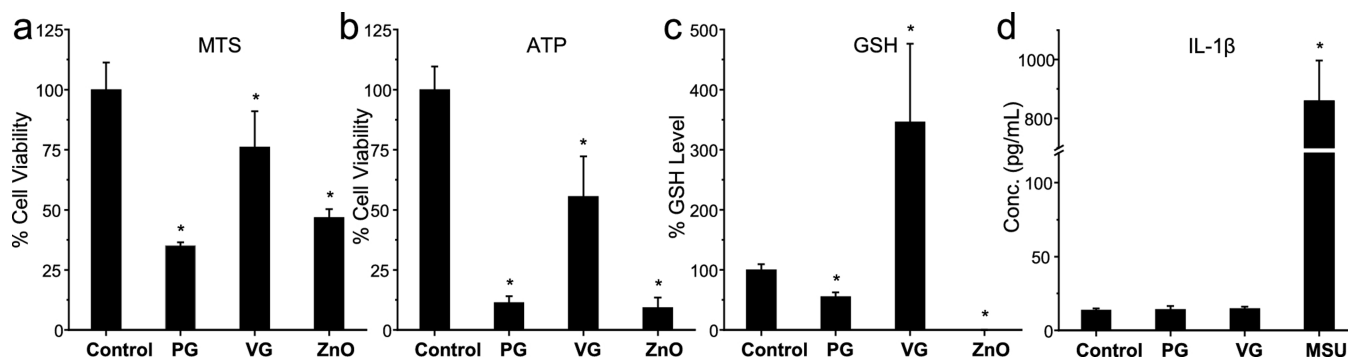 a
MTS
% Cell Viability
125
100
75
50
25
0
Control PG VG ZnO
b
ATP
% Cell Viability
125
100
75
50
25
0
* * *
Control PG VG ZnO
* * *
c
GSH
% GSH Level
500
400
300
200
100
0
* * *
Control PG VG ZnO
d
IL-1β
Conc. (pg/mL)
1000
800
100
50
0
*
Control PG VG MSU